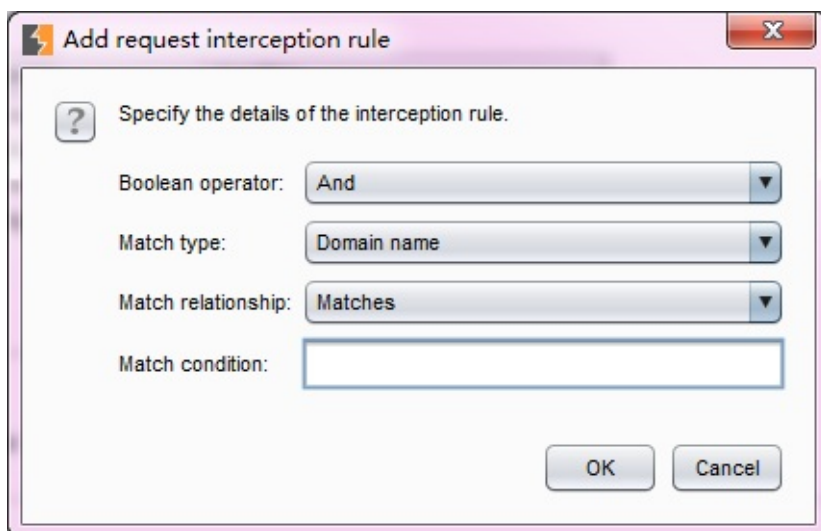 Add request interception rule
Specify the details of the interception rule.
Boolean operator: And
Match type: Domain name
Match relationship: Matches
Match condition:
OK Cancel